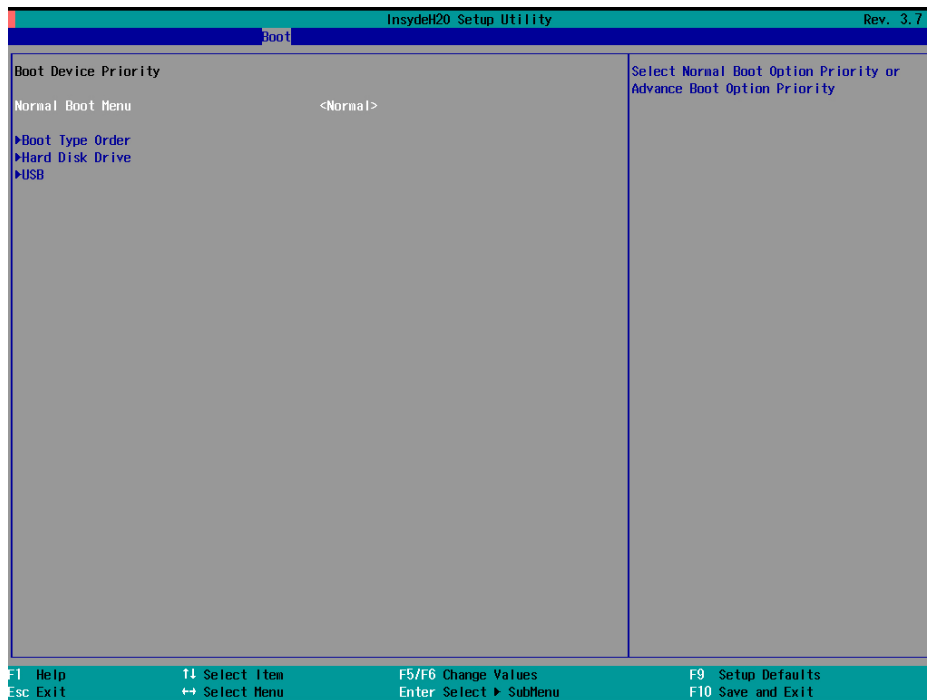 InsydeH20 Setup Utility Rev. 3.7
Boot
Boot Device Priority
Normal Boot Menu <Normal>
▶Boot Type Order
▶Hard Disk Drive
▶USB
Select Normal Boot Option Priority or
Advance Boot Option Priority
F1 Help ↑↓ Select Item F5/F6 Change Values F9 Setup Defaults
Esc Exit ↔ Select Menu Enter Select ▶ SubMenu F10 Save and Exit